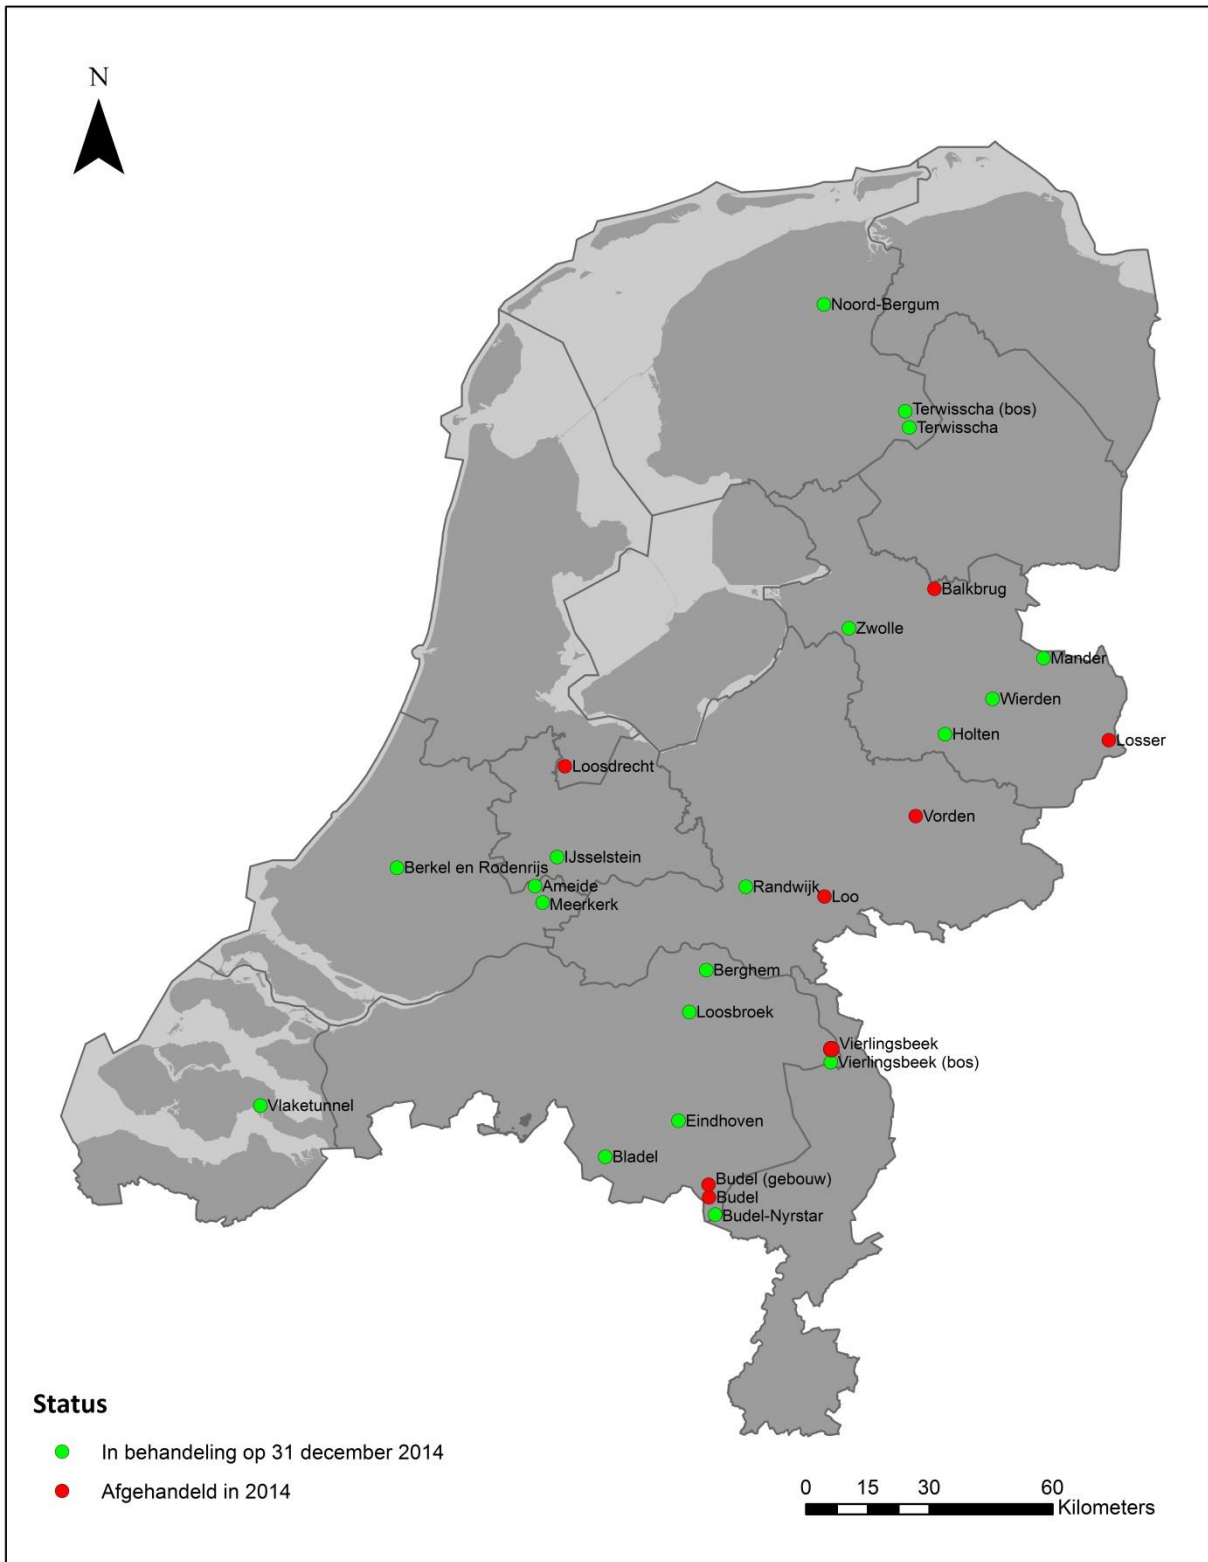 N
Noord-Bergum
Terwisscha (bos)
Terwisscha
Balkbrug
Zwolle
Mander
Wierden
Holten
Losser
Loosdrecht
Vorden
IJsselstein
Berkel en Rodenrijs
Ameide
Randwijk
Loo
Meerkerk
Berghem
Loosbroek
Vierlingsbeek
Vierlingsbeek (bos)
Vlaketunnel
Eindhoven
Bladel
Budel (gebouw)
Budel
Budel-Nyrstar
Status
In behandeling op 31 december 2014
Afgehandeld in 2014
0 15 30 60
Kilometers